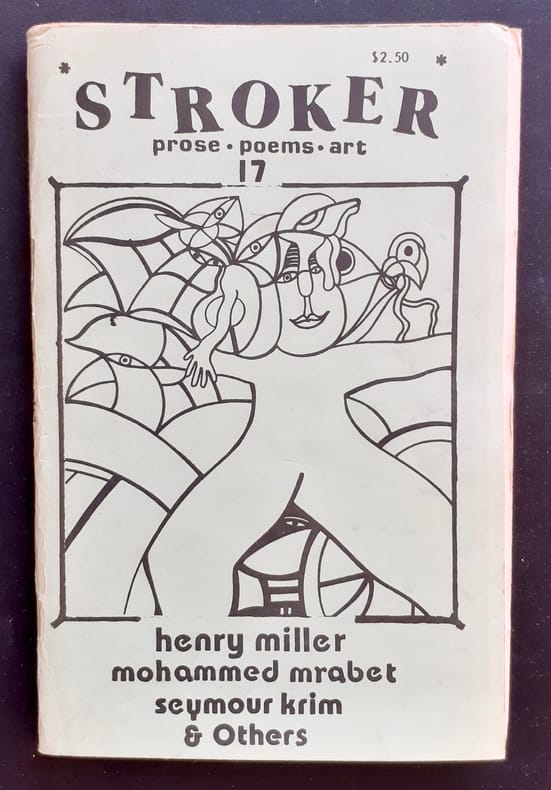 $2.50
* STROKER *
prose • poems • art
17
henry miller
mohammed mrabet
seymour krim
& Others